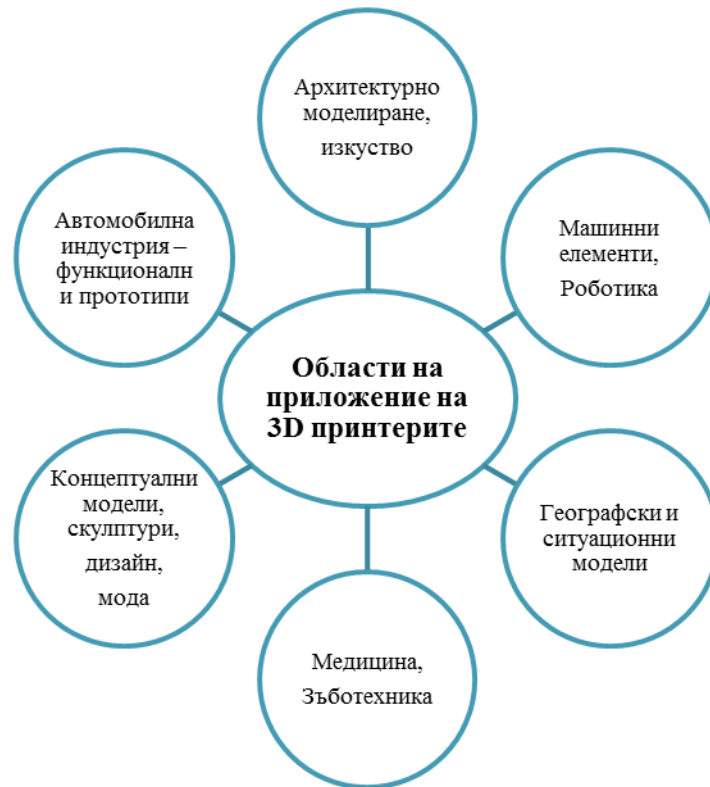 Архитектурно
моделиране,
изкуство
Автомобилна
индустрия –
функционалн
и прототипи
Машинни
елементи,
Роботика
Области на
приложение на
3D принтерите
Концептуални
модели,
скулптури,
дизайн,
мода
Географски и
ситуационни
модели
Медицина,
Зъботехника